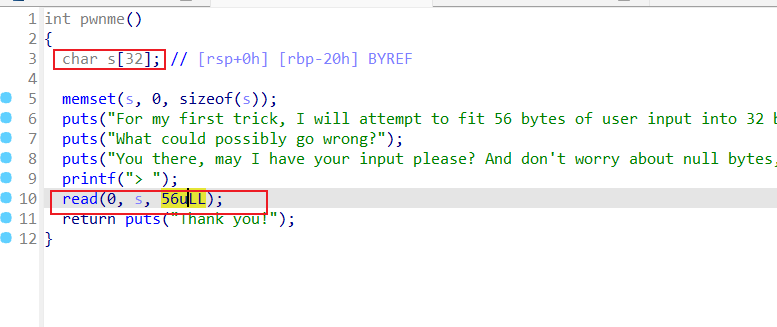 1 int pwnme()
2 {
3 char s[32]; // [rsp+0h] [rbp-20h] BYREF
4
5 memset(s, 0, sizeof(s));
6 puts("For my first trick, I will attempt to fit 56 bytes of user input into 32 b
7 puts("What could possibly go wrong?");
8 puts("You there, may I have your input please? And don't worry about null bytes,
9 printf("> ");
10 read(0, s, 56uLL);
11 return puts("Thank you!");
12 }